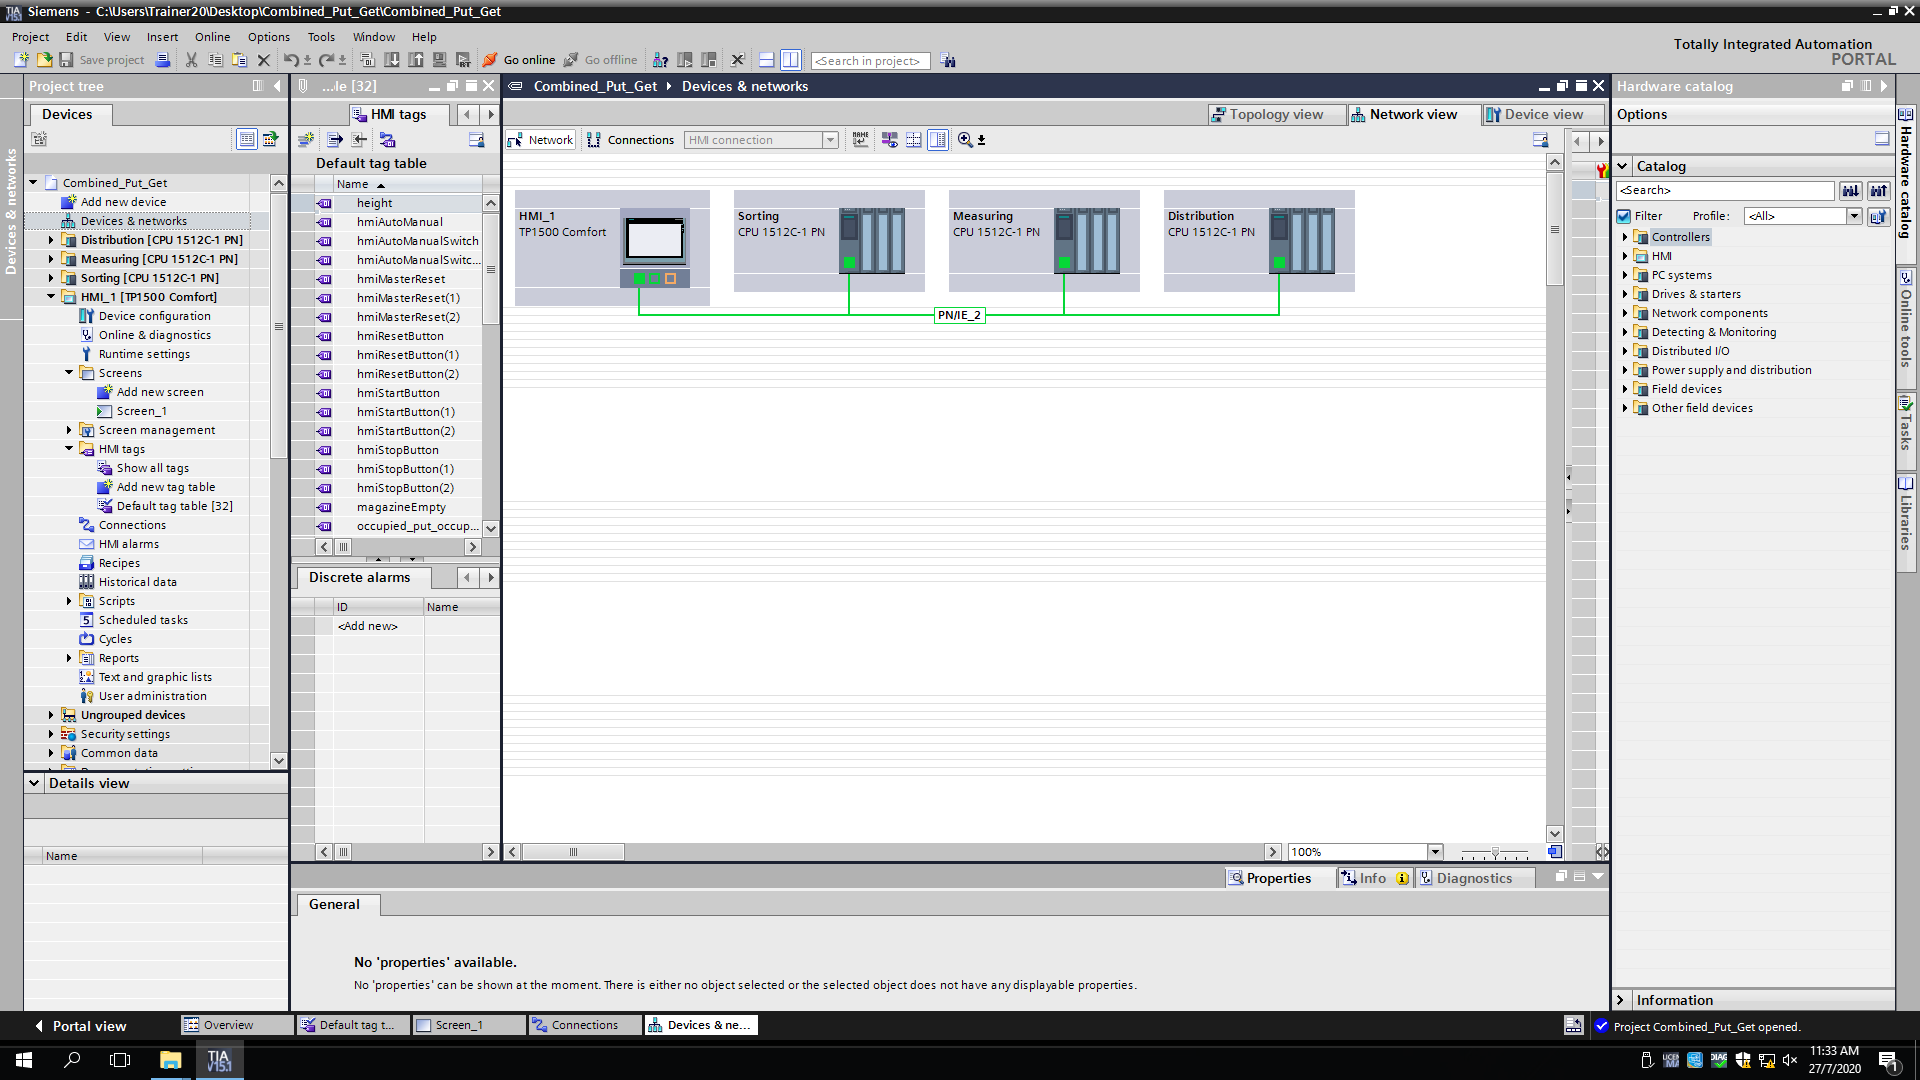 Siemens - C:\Users\Trainer20\Desktop\Combined_Put_Get\Combined_Put_Get
Project Edit View Insert Online Options Tools Window Help
Totally Integrated Automation
PORTAL
Save project
Go online
Go offline
<Search in project>
Project tree
Devices
Devices & networks
Combined_Put_Get
Add new device
Devices & networks
Distribution [CPU 1512C-1 PN]
Measuring [CPU 1512C-1 PN]
Sorting [CPU 1512C-1 PN]
HMI_1 [TP1500 Comfort]
Device configuration
Online & diagnostics
Runtime settings
Screens
Add new screen
Screen_1
Screen management
HMI tags
Show all tags
Add new tag table
Default tag table [32]
Connections
HMI alarms
Recipes
Historical data
Scripts
Scheduled tasks
Cycles
Reports
Text and graphic lists
User administration
Ungrouped devices
Security settings
Common data
Details view
Name
...le [32]
HMI tags
Default tag table
Name
height
hmiAutoManual
hmiAutoManualSwitch
hmiAutoManualSwitc...
hmiMasterReset
hmiMasterReset(1)
hmiMasterReset(2)
hmiResetButton
hmiResetButton(1)
hmiResetButton(2)
hmiStartButton
hmiStartButton(1)
hmiStartButton(2)
hmiStopButton
hmiStopButton(1)
hmiStopButton(2)
magazineEmpty
occupied_put_occup...
Discrete alarms
ID Name
<Add new>
Combined_Put_Get Devices & networks
Topology view Network view Device view
Network Connections HMI connection
HMI_1
TP1500 Comfort
Sorting
CPU 1512C-1 PN
Measuring
CPU 1512C-1 PN
Distribution
CPU 1512C-1 PN
PN/IE_2
100%
Properties Info Diagnostics
General
No 'properties' available.
No 'properties' can be shown at the moment. There is either no object selected or the selected object does not have any displayable properties.
Hardware catalog
Options
Catalog
<Search>
Filter Profile: <All>
Controllers
HMI
PC systems
Drives & starters
Network components
Detecting & Monitoring
Distributed I/O
Power supply and distribution
Field devices
Other field devices
Information
Hardware catalog
Online tools
Tasks
Libraries
Portal view
Overview
Default tag t...
Screen_1
Connections
Devices & ne...
Project Combined_Put_Get opened.
TIA
V15.1
11:33 AM
27/7/2020